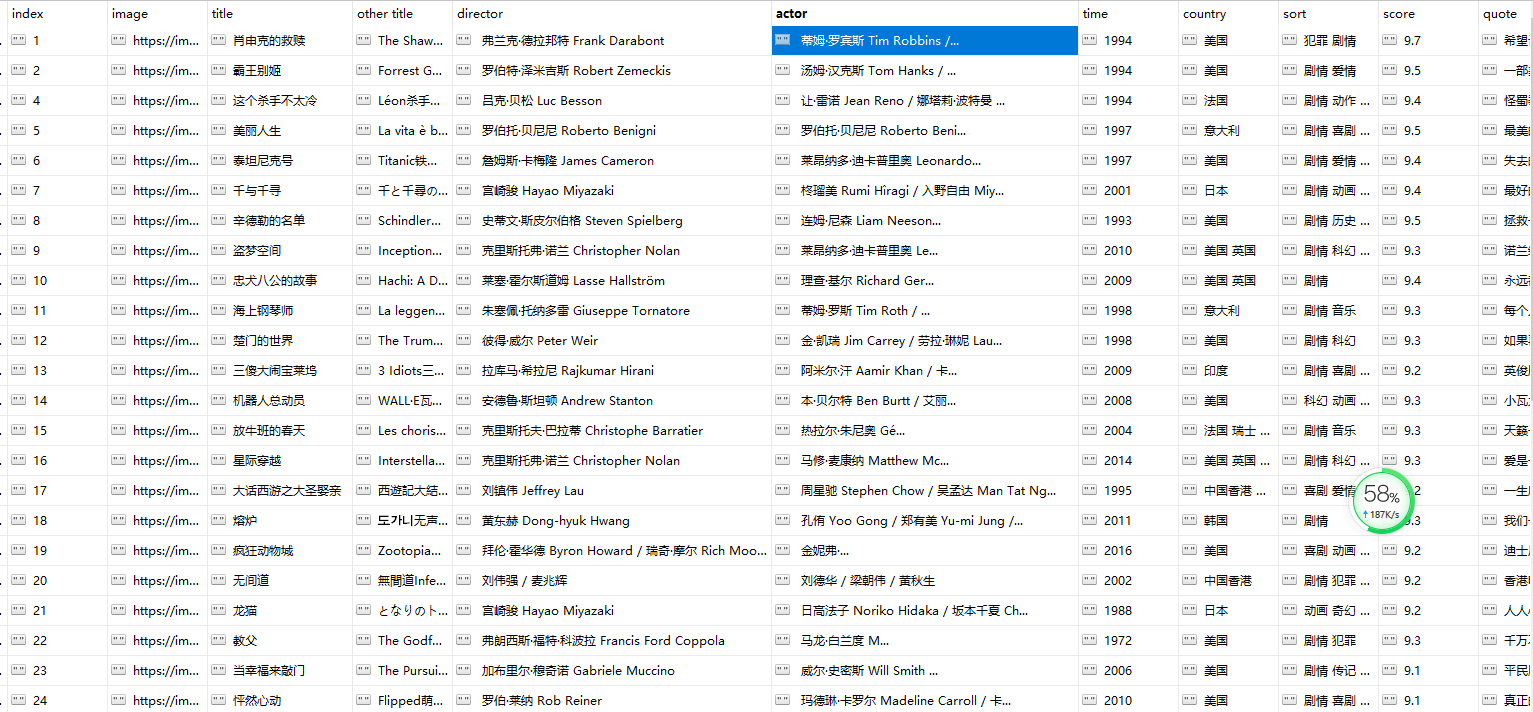 index image title other title director actor time country sort score quote
1 https://im... 肖申克的救赎 The Shaw... 弗兰克·德拉邦特 Frank Darabont 蒂姆·罗宾斯 Tim Robbins /... 1994 美国 犯罪 剧情 9.7 希望
2 https://im... 霸王别姬 Forrest G... 罗伯特·泽米吉斯 Robert Zemeckis 汤姆·汉克斯 Tom Hanks / ... 1994 美国 剧情 爱情 9.5 一部
4 https://im... 这个杀手不太冷 Léon杀手... 吕克·贝松 Luc Besson 让·雷诺 Jean Reno / 娜塔莉·波特曼 ... 1994 法国 剧情 动作 ... 9.4 怪蜀
5 https://im... 美丽人生 La vita è b... 罗伯托·贝尼尼 Roberto Benigni 罗伯托·贝尼尼 Roberto Beni... 1997 意大利 剧情 喜剧 ... 9.5 最美
6 https://im... 泰坦尼克号 Titanic铁... 詹姆斯·卡梅隆 James Cameron 莱昂纳多·迪卡普里奥 Leonardo... 1997 美国 剧情 爱情 ... 9.4 失去
7 https://im... 千与千寻 千と千尋の... 宫崎骏 Hayao Miyazaki 柊瑠美 Rumi Hîragi / 入野自由 Miy... 2001 日本 剧情 动画 ... 9.4 最好
8 https://im... 辛德勒的名单 Schindler... 史蒂文·斯皮尔伯格 Steven Spielberg 连姆·尼森 Liam Neeson... 1993 美国 剧情 历史 ... 9.5 拯救
9 https://im... 盗梦空间 Inception... 克里斯托弗·诺兰 Christopher Nolan 莱昂纳多·迪卡普里奥 Le... 2010 美国 英国 剧情 科幻 ... 9.3 诺兰
10 https://im... 忠犬八公的故事 Hachi: A D... 莱塞·霍尔斯道姆 Lasse Hallström 理查·基尔 Richard Ger... 2009 美国 英国 剧情 9.4 永远
11 https://im... 海上钢琴师 La leggen... 朱塞佩·托纳多雷 Giuseppe Tornatore 蒂姆·罗斯 Tim Roth / ... 1998 意大利 剧情 音乐 9.3 每个
12 https://im... 楚门的世界 The Trum... 彼得·威尔 Peter Weir 金·凯瑞 Jim Carrey / 劳拉·琳妮 Lau... 1998 美国 剧情 科幻 9.3 如果
13 https://im... 三傻大闹宝莱坞 3 Idiots三... 拉库马·希拉尼 Rajkumar Hirani 阿米尔·汗 Aamir Khan / 卡... 2009 印度 剧情 喜剧 ... 9.2 英俊
14 https://im... 机器人总动员 WALL·E瓦... 安德鲁·斯坦顿 Andrew Stanton 本·贝尔特 Ben Burtt / 艾丽... 2008 美国 科幻 动画 ... 9.3 小瓦
15 https://im... 放牛班的春天 Les choris... 克里斯托夫·巴拉蒂 Christophe Barratier 热拉尔·朱尼奥 Gé... 2004 法国 瑞士 ... 剧情 音乐 9.3 天籁
16 https://im... 星际穿越 Interstella... 克里斯托弗·诺兰 Christopher Nolan 马修·麦康纳 Matthew Mc... 2014 美国 英国 ... 剧情 科幻 ... 9.3 爱是
17 https://im... 大话西游之大圣娶亲 西遊記大結... 刘镇伟 Jeffrey Lau 周星驰 Stephen Chow / 吴孟达 Man Tat Ng... 1995 中国香港 ... 喜剧 爱情 2 一生
58%
↑ 187K/s
18 https://im... 熔炉 도가니无声... 黄东赫 Dong-hyuk Hwang 孔侑 Yoo Gong / 郑有美 Yu-mi Jung /... 2011 韩国 剧情 .3 我们
19 https://im... 疯狂动物城 Zootopia... 拜伦·霍华德 Byron Howard / 瑞奇·摩尔 Rich Moo... 金妮弗·... 2016 美国 喜剧 动画 ... 9.2 迪士
20 https://im... 无间道 無間道Infe... 刘伟强 / 麦兆辉 刘德华 / 梁朝伟 / 黄秋生 2002 中国香港 剧情 犯罪 ... 9.2 香港
21 https://im... 龙猫 となりのト... 宫崎骏 Hayao Miyazaki 日高法子 Noriko Hidaka / 坂本千夏 Ch... 1988 日本 动画 奇幻 ... 9.2 人人
22 https://im... 教父 The Godf... 弗朗西斯·福特·科波拉 Francis Ford Coppola 马龙·白兰度 M... 1972 美国 剧情 犯罪 9.3 千万
23 https://im... 当幸福来敲门 The Pursui... 加布里尔·穆奇诺 Gabriele Muccino 威尔·史密斯 Will Smith ... 2006 美国 剧情 传记 ... 9.1 平民
24 https://im... 怦然心动 Flipped萌... 罗伯·莱纳 Rob Reiner 玛德琳·卡罗尔 Madeline Carroll / 卡... 2010 美国 剧情 喜剧 ... 9.1 真正